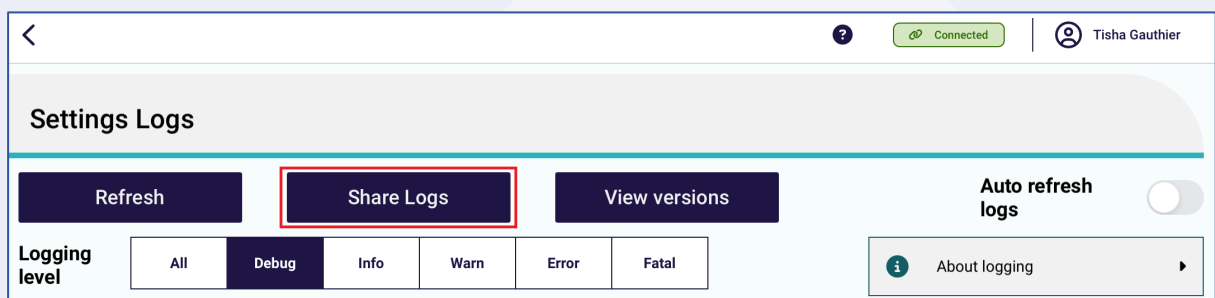 ? Connected Tisha Gauthier
Settings Logs
Refresh Share Logs View versions Auto refresh
logs
Logging
level All Debug Info Warn Error Fatal i About logging